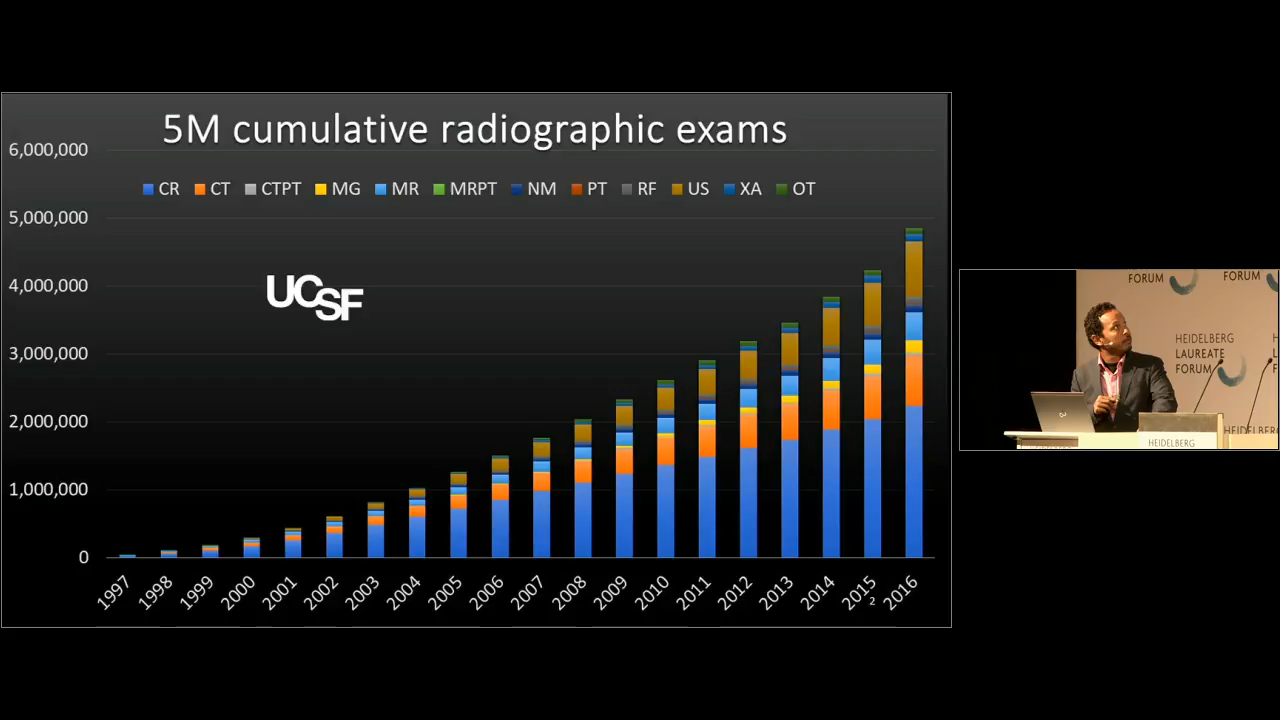 5M cumulative radiographic exams
6,000,000
CR CT CTPT MG MR MRPT NM PT RF US XA OT
5,000,000
4,000,000
3,000,000
2,000,000
1,000,000
0
UCSF
1997 1998 1999 2000 2001 2002 2003 2004 2005 2006 2007 2008 2009 2010 2011 2012 2013 2014 2015 2016
2
FORUM
FORUM
HEIDELBERG
LAUREATE
FORUM
HEIDELBERG
HEIDELBERG